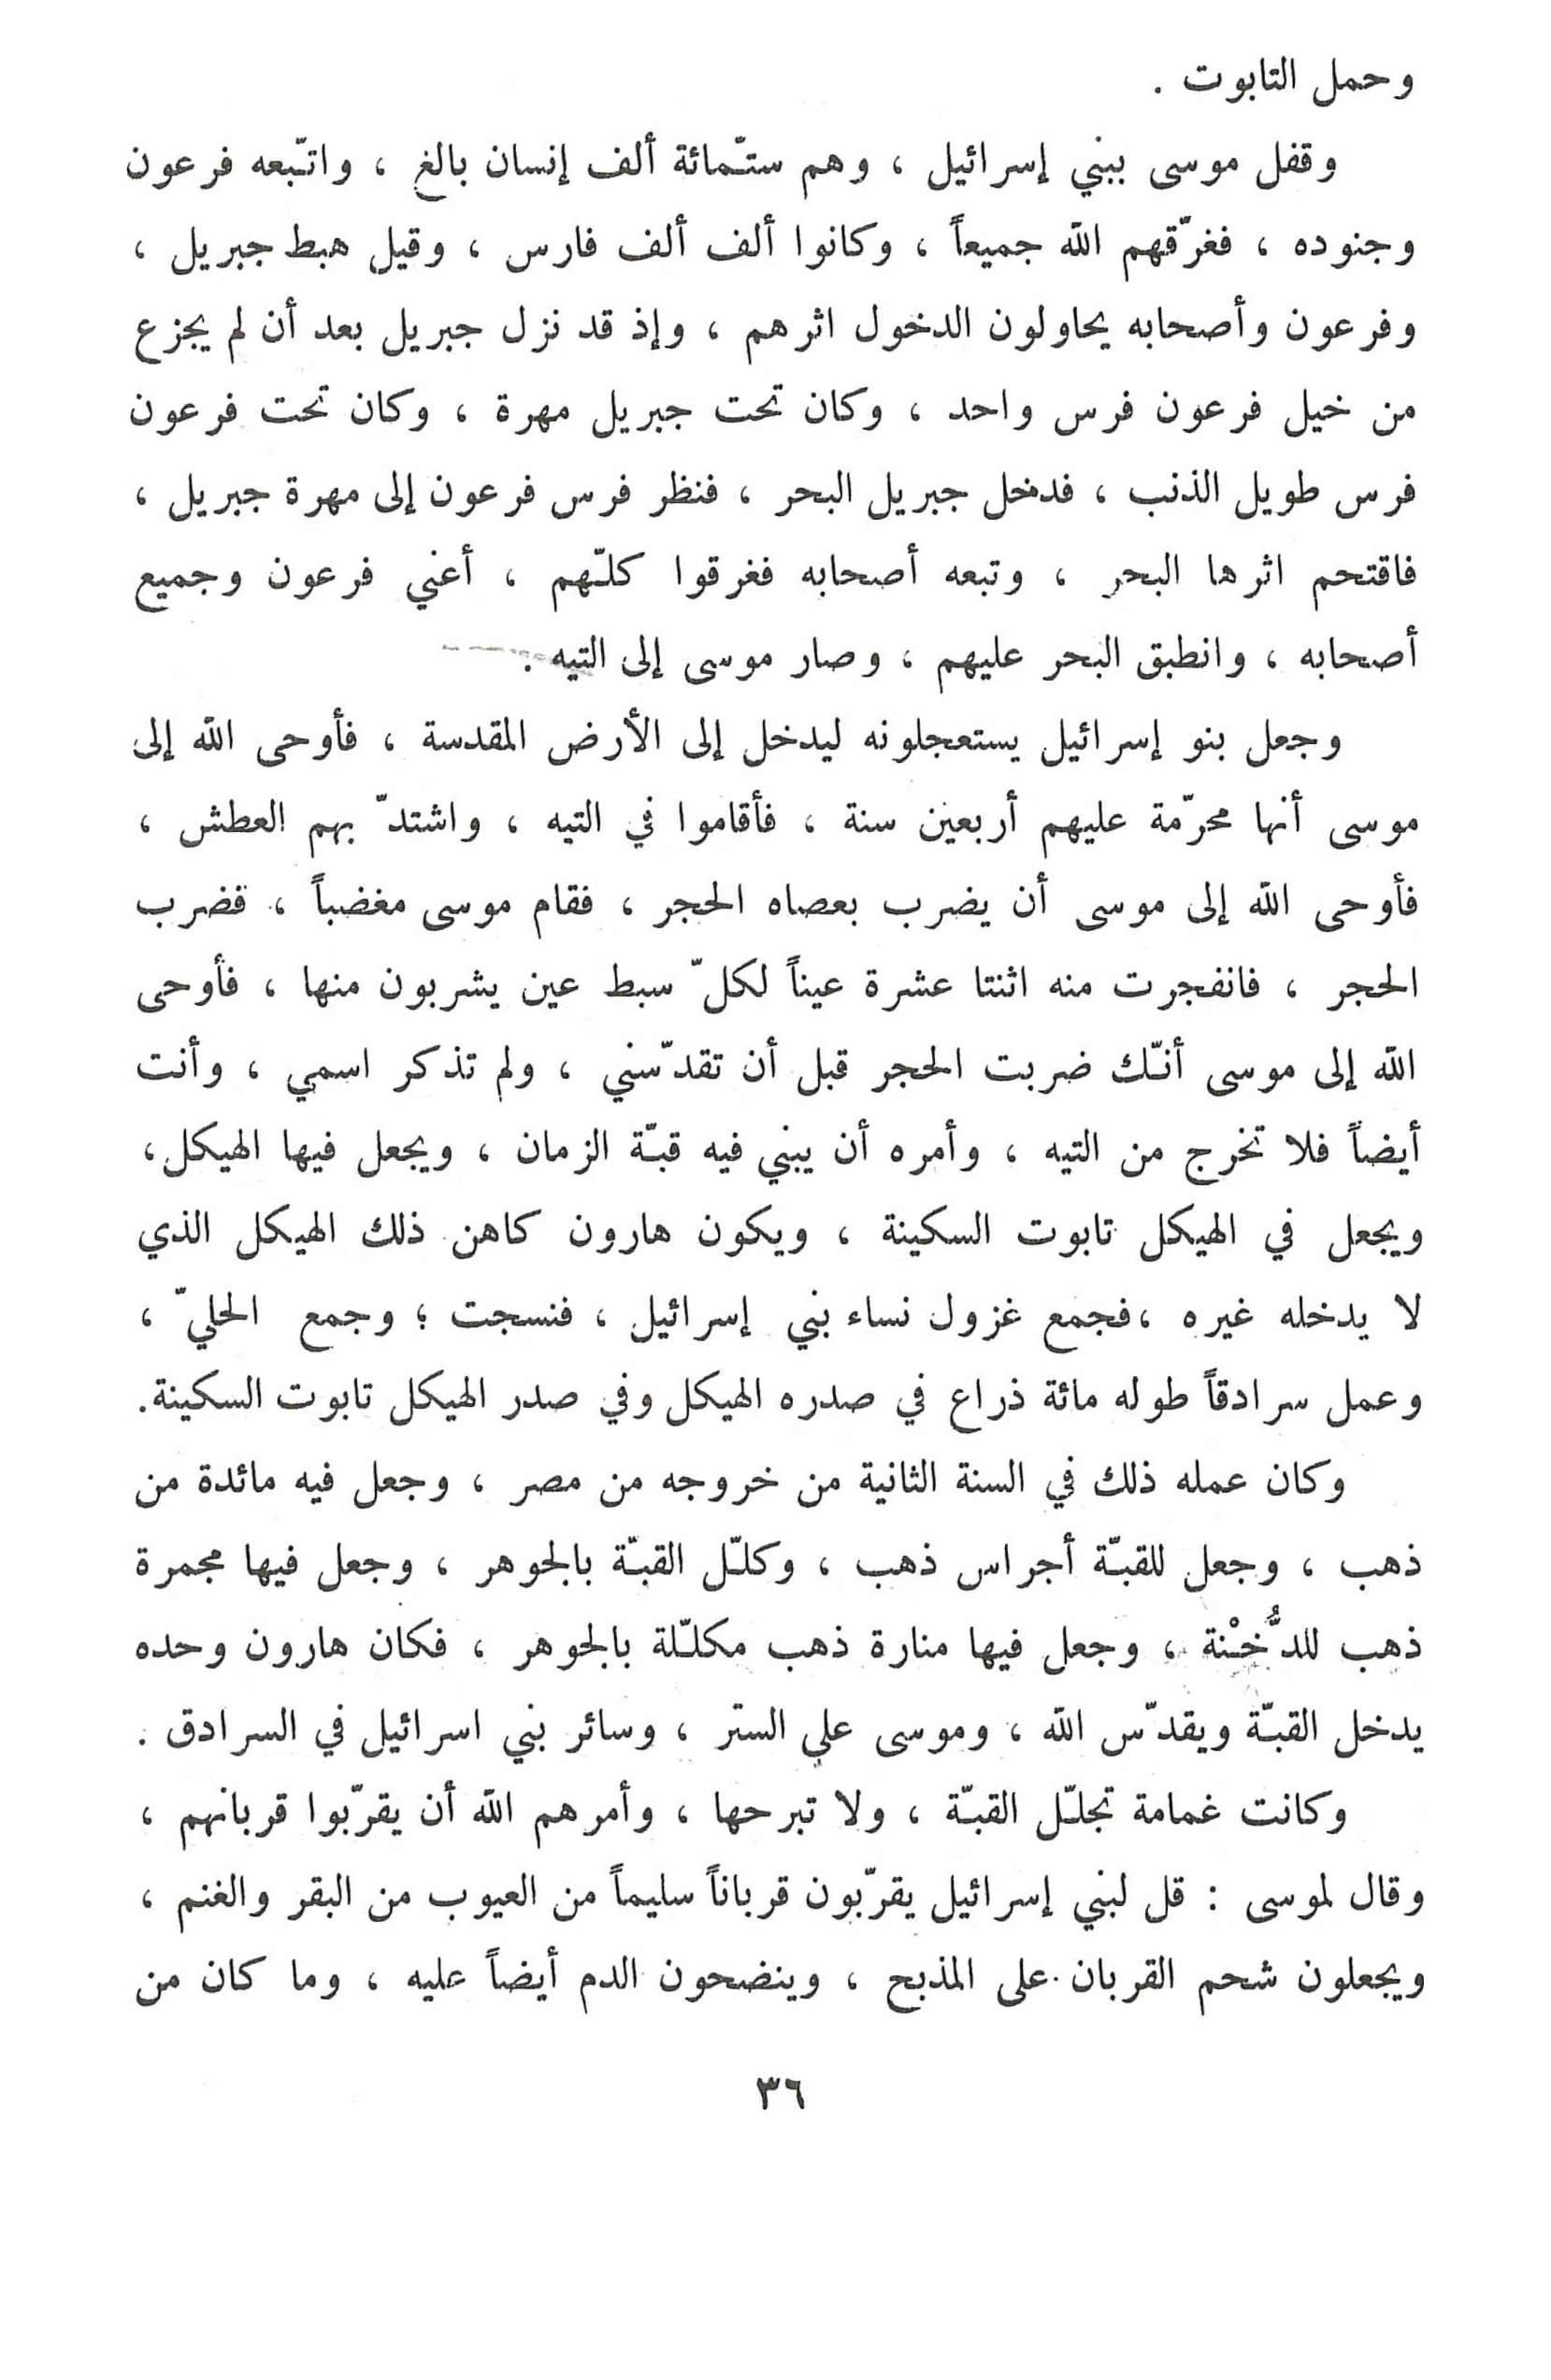 وحمل التابوت .
وقفل موسى ببني إسرائيل ، وهم ستّمائة ألف إنسان بالغ ، واتّبعه فرعون
وجنوده ، فغرّقهم الله جميعاً ، وكانوا ألف ألف فارس ، وقيل هبط جبريل ،
وفرعون وأصحابه يحاولون الدخول اثرهم ، وإذ قد نزل جبريل بعد أن لم يجزع
من خيل فرعون فرس واحد ، وكان تحت جبريل مهرة ، وكان تحت فرعون
فرس طويل الذنب ، فدخل جبريل البحر ، فنظر فرس فرعون إلى مهرة جبريل ،
فاقتحم اثرها البحر ، وتبعه أصحابه فغرقوا كلّهم ، أعني فرعون وجميع
أصحابه ، وانطبق البحر عليهم ، وصار موسى إلى التيه .
وجعل بنو إسرائيل يستعجلونه ليدخل إلى الأرض المقدسة ، فأوحى الله إلى
موسى أنها محرّمة عليهم أربعين سنة ، فأقاموا في التيه ، واشتدّ بهم العطش ،
فأوحى الله إلى موسى أن يضرب بعصاه الحجر ، فقام موسى مغضباً ، فضرب
الحجر ، فانفجرت منه اثنتا عشرة عيناً لكلّ سبط عين يشربون منها ، فأوحى
الله إلى موسى أنّك ضربت الحجر قبل أن تقدّسني ، ولم تذكر اسمي ، وأنت
أيضاً فلا تخرج من التيه ، وأمره أن يبني فيه قبّة الزمان ، ويجعل فيها الهيكل،
ويجعل في الهيكل تابوت السكينة ، ويكون هارون كاهن ذلك الهيكل الذي
لا يدخله غيره ،فجمع غزول نساء بني إسرائيل ، فنسجت ؛ وجمع الحليّ ،
وعمل سرادقاً طوله مائة ذراع في صدره الهيكل وفي صدر الهيكل تابوت السكينة.
وكان عمله ذلك في السنة الثانية من خروجه من مصر ، وجعل فيه مائدة من
ذهب ، وجعل للقبّة أجراس ذهب ، وكلّل القبّة بالجوهر ، وجعل فيها مجمرة
ذهب للدُّخْنة ، وجعل فيها منارة ذهب مكلّلة بالجوهر ، فكان هارون وحده
يدخل القبّة ويقدّس الله ، وموسى علي الستر ، وسائر بني اسرائيل في السرادق .
وكانت غمامة تجلّل القبّة ، ولا تبرحها ، وأمرهم الله أن يقرّبوا قربانهم ،
وقال لموسى : قل لبني إسرائيل يقرّبون قرباناً سليماً من العيوب من البقر والغنم ،
ويجعلون شحم القربان على المذبح ، وينضحون الدم أيضاً عليه ، وما كان من
٣٦